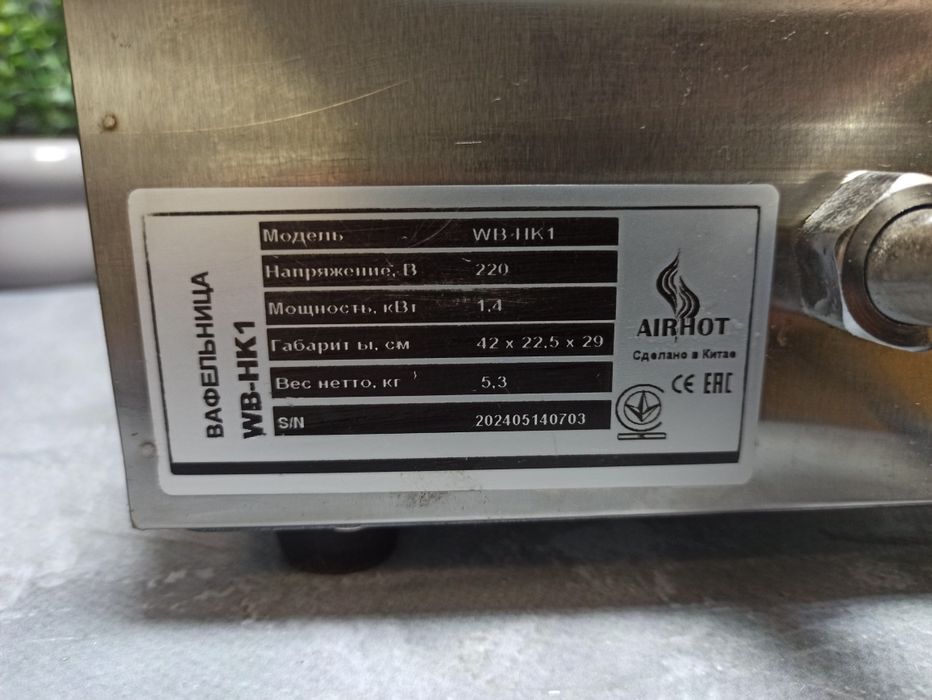 ВАФЕЛЬНИЦА
WB-HK1
Модель WB-HK1
Напряжение, В 220
Мощность, кВт 1,4
Габариты, см 42 x 22.5 x 29
Вес нетто, кг 5,3
S/N 202405140703
AIRHOT
Сделано в Китае
CE EAC